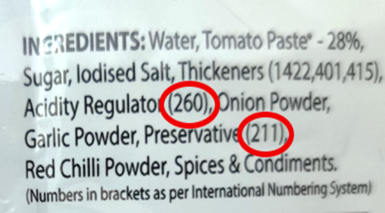 INGREDIENTS: Water, Tomato Paste* - 28%,
Sugar, Iodised Salt, Thickeners (1422,401,415),
Acidity Regulator (260), Onion Powder,
Garlic Powder, Preservative (211),
Red Chilli Powder, Spices & Condiments.
(Numbers in brackets as per International Numbering System)